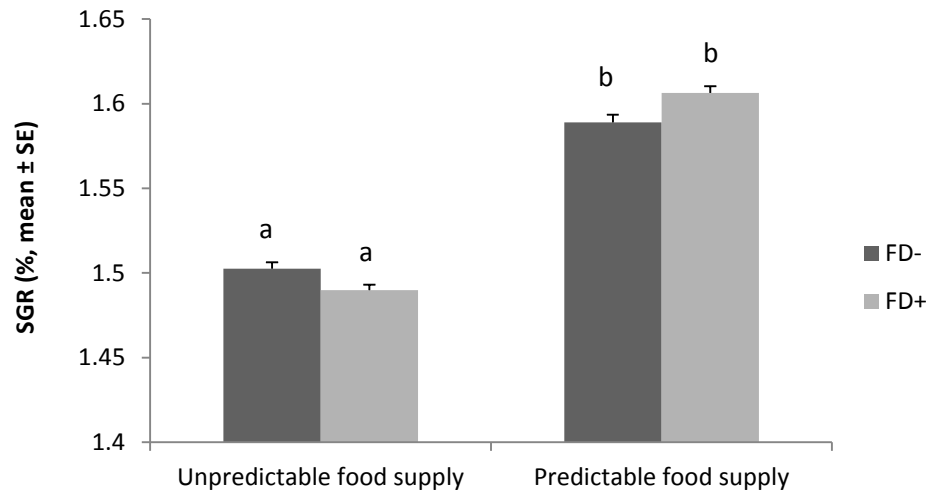 1.65
1.6
1.55
1.5
1.45
1.4
SGR (%, mean ± SE)
a
a
b
b
Unpredictable food supply
Predictable food supply
FD-
FD+